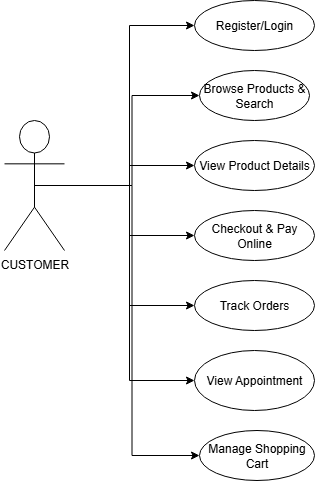 Register/Login
Browse Products &
Search
View Product Details
Checkout & Pay
Online
CUSTOMER
Track Orders
View Appointment
Manage Shopping
Cart